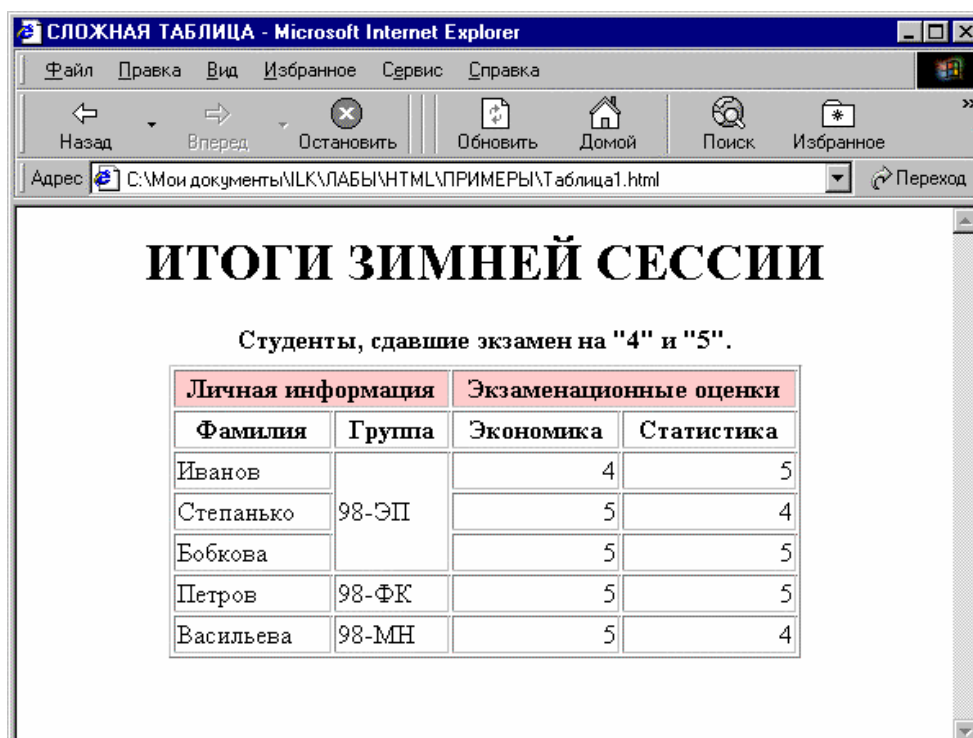 СЛОЖНАЯ ТАБЛИЦА - Microsoft Internet Explorer
Файл Правка Вид Избранное Сервис Справка
Назад Вперед Остановить Обновить Домой Поиск Избранное »
Адрес C:\Мои документы\ILK\ЛАБЫ\HTML\ПРИМЕРЫ\Таблица1.html Переход
ИТОГИ ЗИМНЕЙ СЕССИИ
Студенты, сдавшие экзамен на "4" и "5".
Личная информация Экзаменационные оценки
Фамилия Группа Экономика Статистика
Иванов 4 5
Степанько 98-ЭП 5 4
Бобкова 5 5
Петров 98-ФК 5 5
Васильева 98-МН 5 4